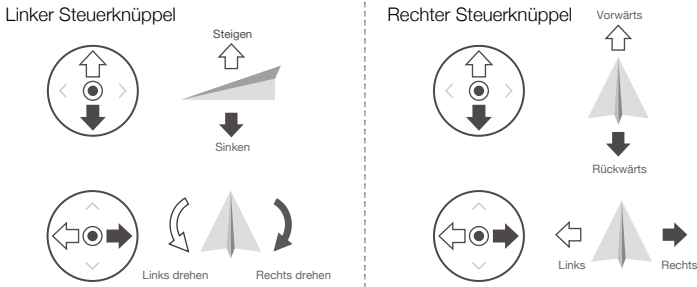 Linker Steuerknüppel
Steigen
Sinken
Links drehen
Rechts drehen
Rechter Steuerknüppel
Vorwärts
Rückwärts
Links
Rechts